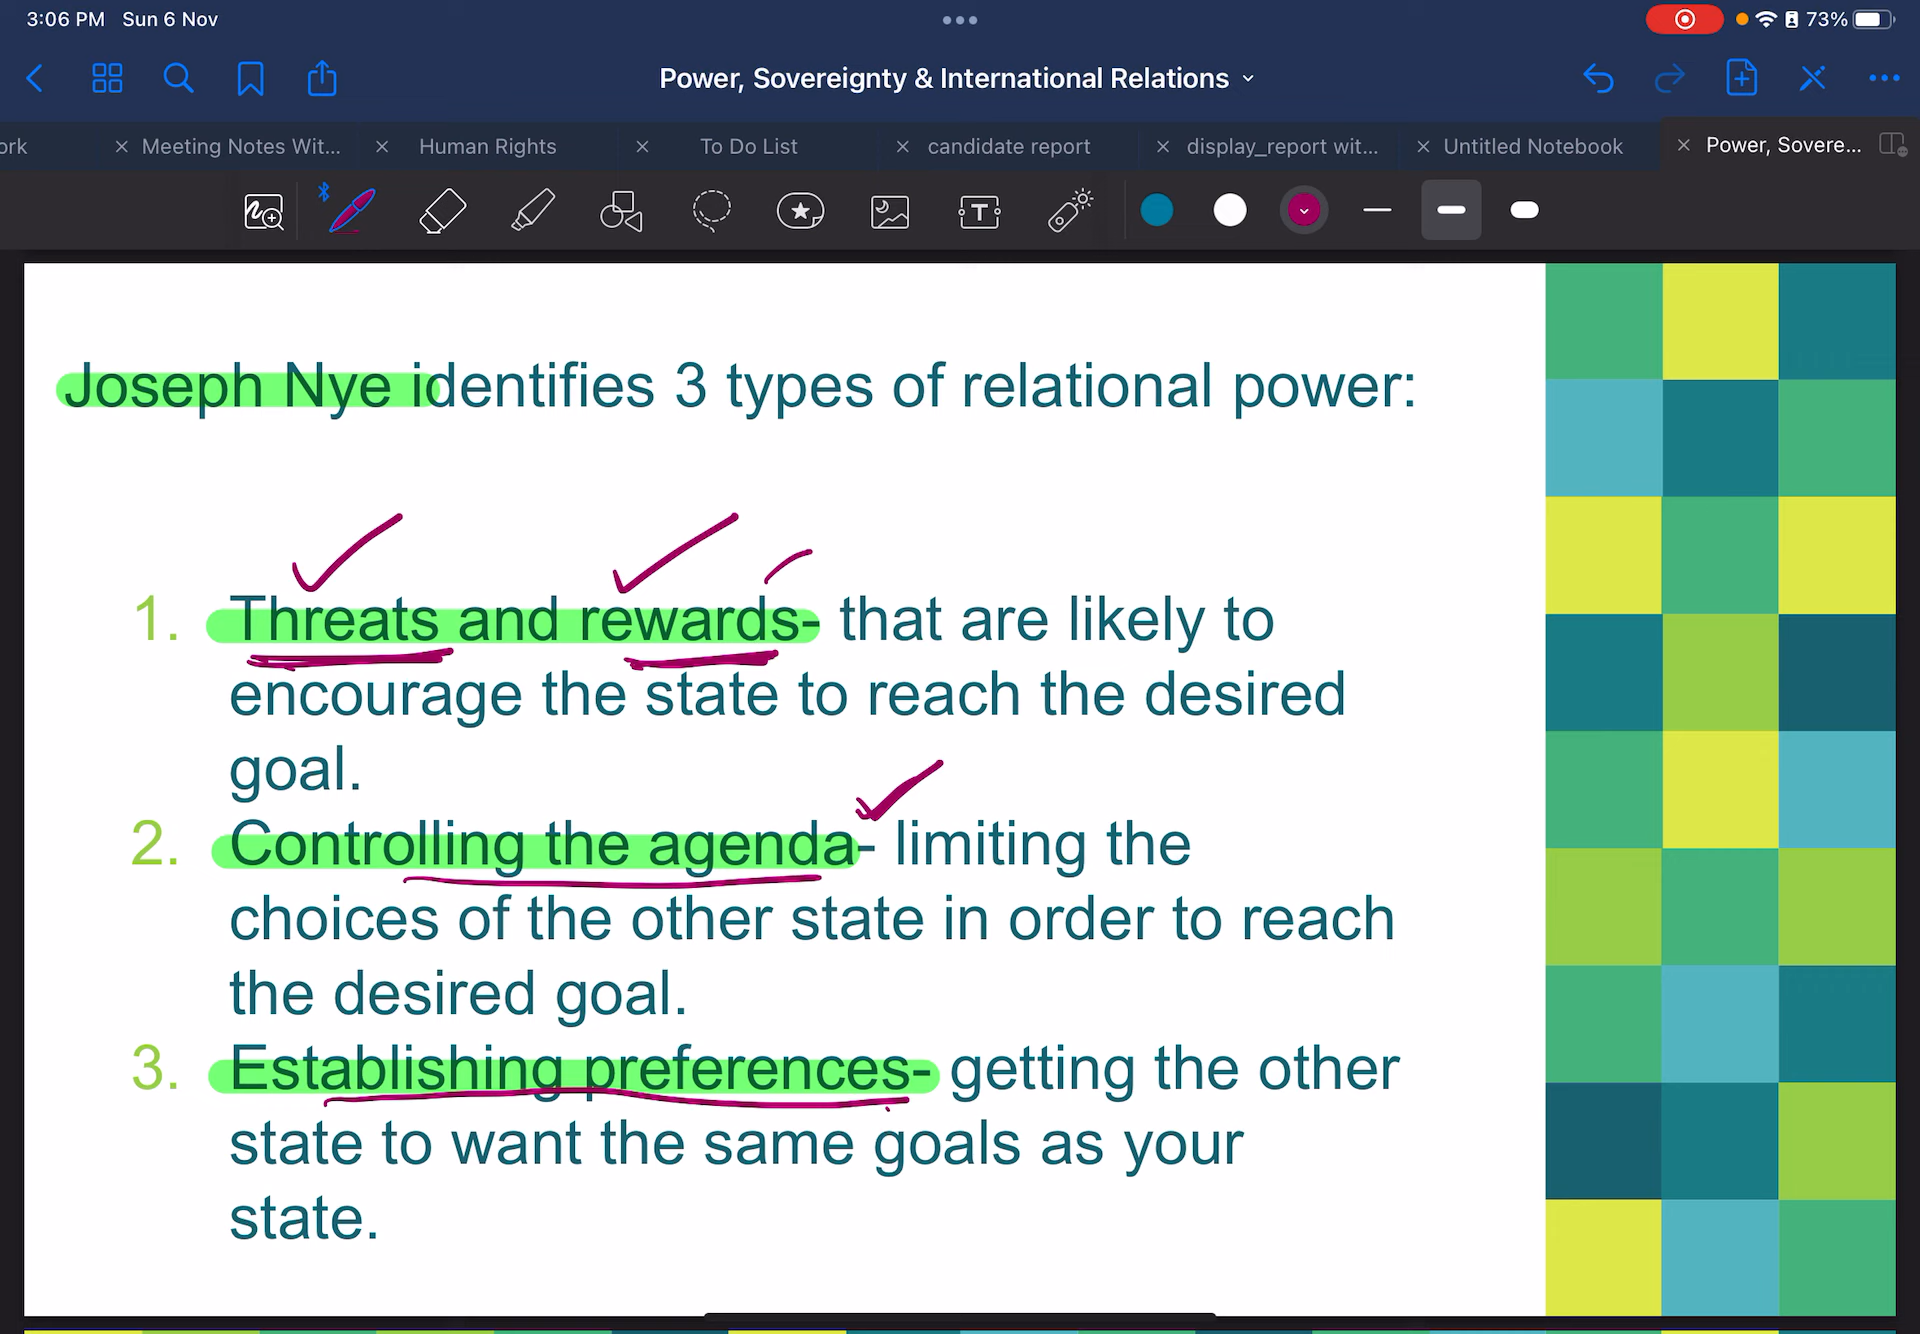 3:06 PM Sun 6 Nov
73%
Power, Sovereignty & International Relations
ork
Meeting Notes Wit...
Human Rights
To Do List
candidate report
display_report wit...
Untitled Notebook
Power, Sovere...
Joseph Nye identifies 3 types of relational power:
1. Threats and rewards- that are likely to
encourage the state to reach the desired
goal.
2. Controlling the agenda- limiting the
choices of the other state in order to reach
the desired goal.
3. Establishing preferences- getting the other
state to want the same goals as your
state.